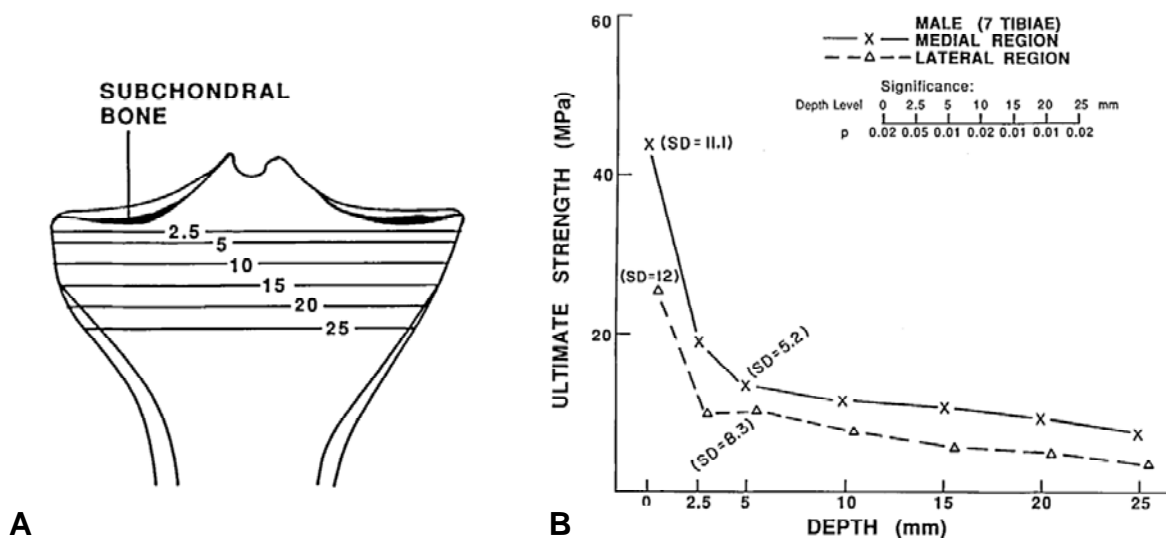 SUBCHONDRAL
BONE
2.5
5
10
15
20
25
A
60
40
20
ULTIMATE STRENGTH (MPa)
MALE (7 TIBIAE)
X MEDIAL REGION
Δ LATERAL REGION
Significance:
Depth Level 0 2.5 5 10 15 20 25 mm
p 0.02 0.05 0.01 0.02 0.01 0.01 0.02
(SD=11.1)
(SD=12)
(SD=5.2)
(SD=8.3)
0 2.5 5 10 15 20 25
DEPTH (mm)
B